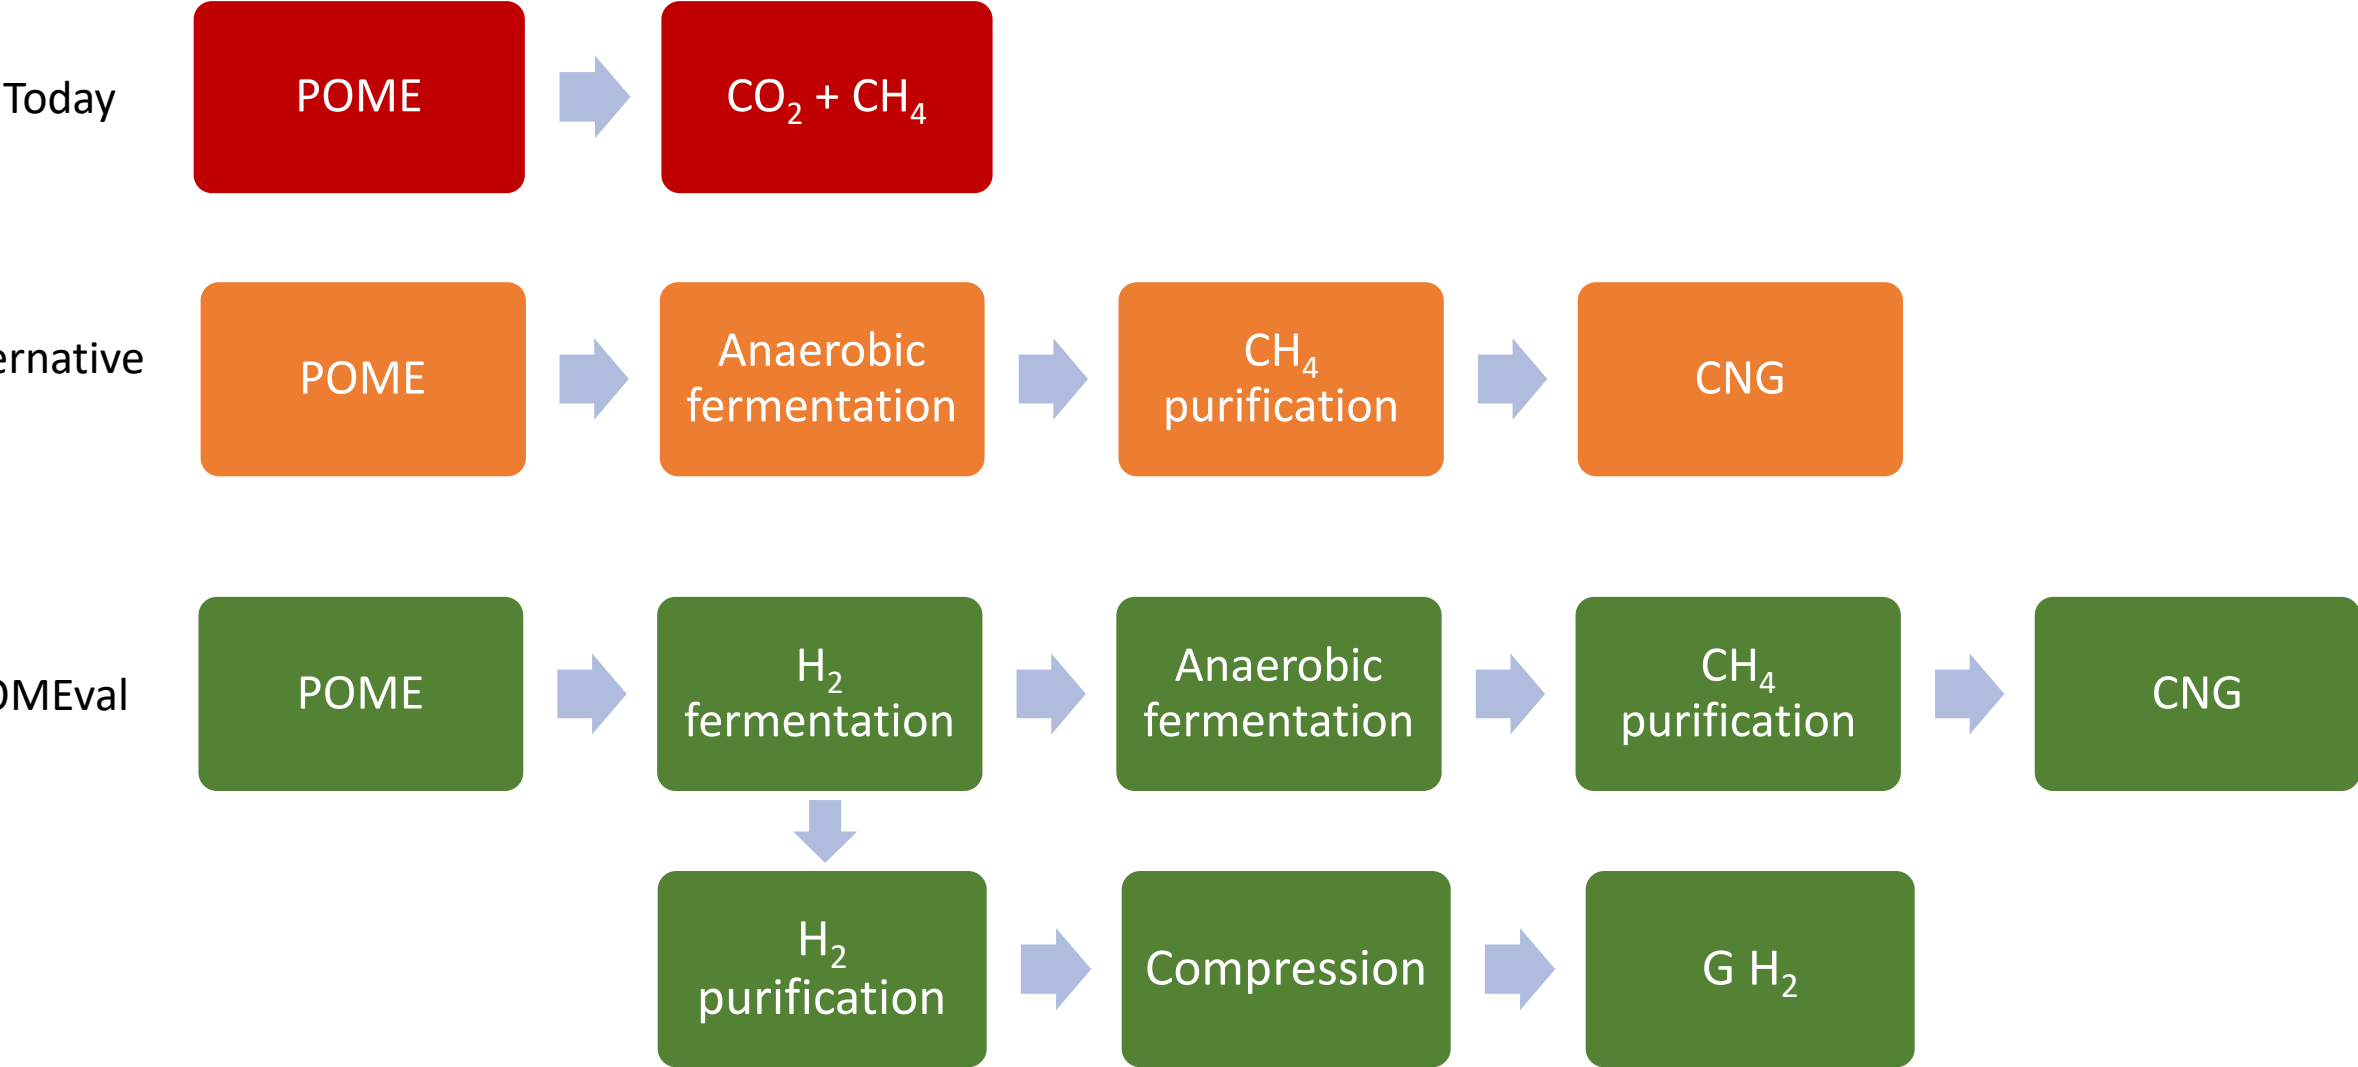 Today
POME
CO₂ + CH₄
ernative
POME
Anaerobic
fermentation
CH₄
purification
CNG
OMEval
POME
H₂
fermentation
Anaerobic
fermentation
CH₄
purification
CNG
H₂
purification
Compression
G H₂